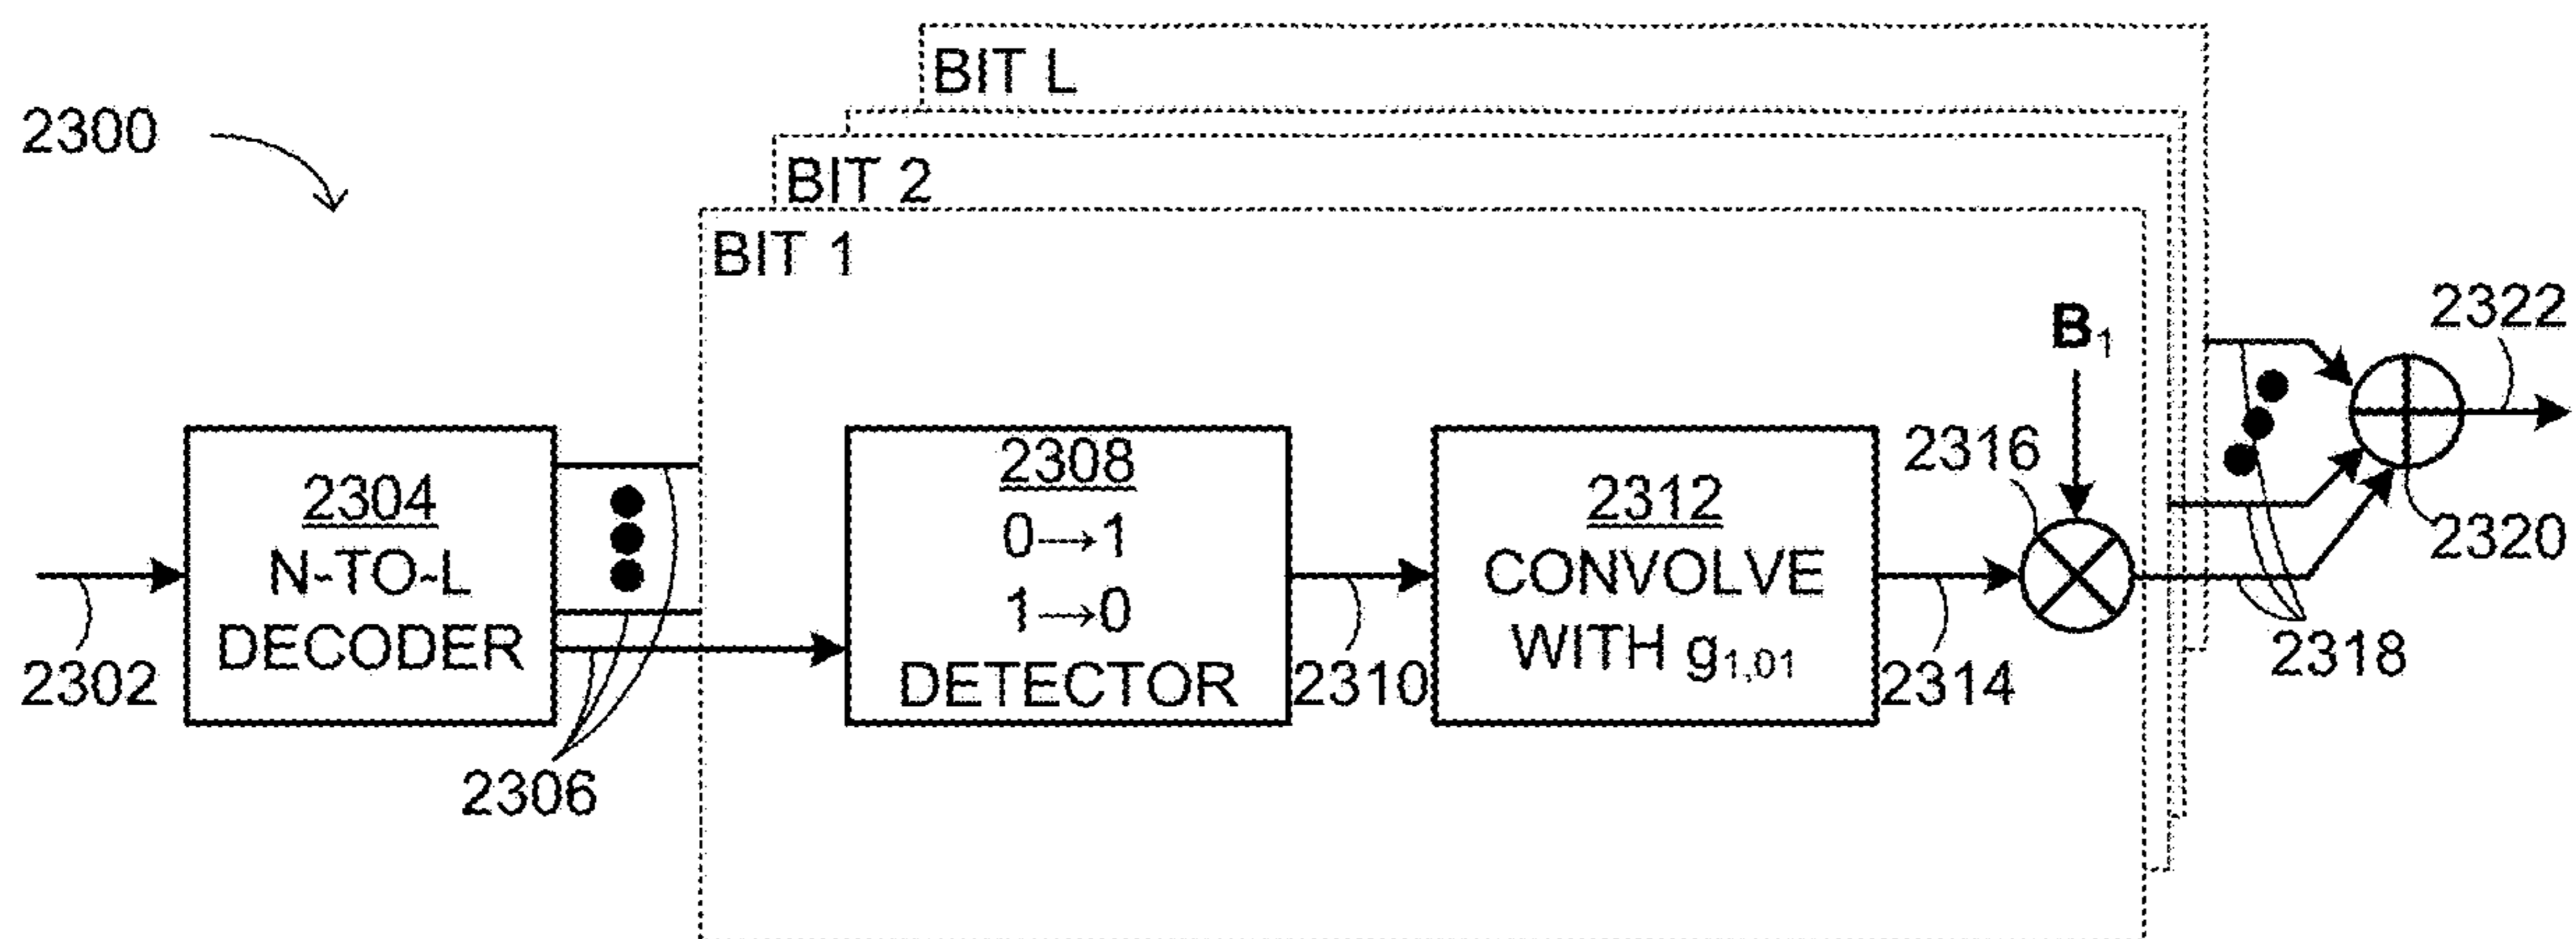 BIT L
2300
BIT 2
BIT 1
2322
B₁
2308
2316
2304
0→1
2312
N-TO-L
1→0
CONVOLVE
2320
DECODER
DETECTOR
WITH g₁,₀₁
2302
2310
2314
2318
2306